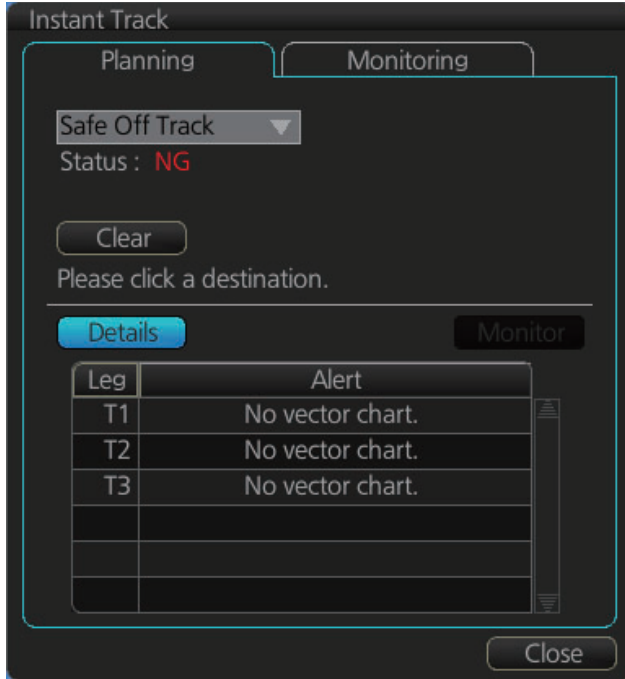 Instant Track
Planning Monitoring
Safe Off Track
Status : NG
Clear
Please click a destination.
Details Monitor
Leg Alert
T1 No vector chart.
T2 No vector chart.
T3 No vector chart.
Close